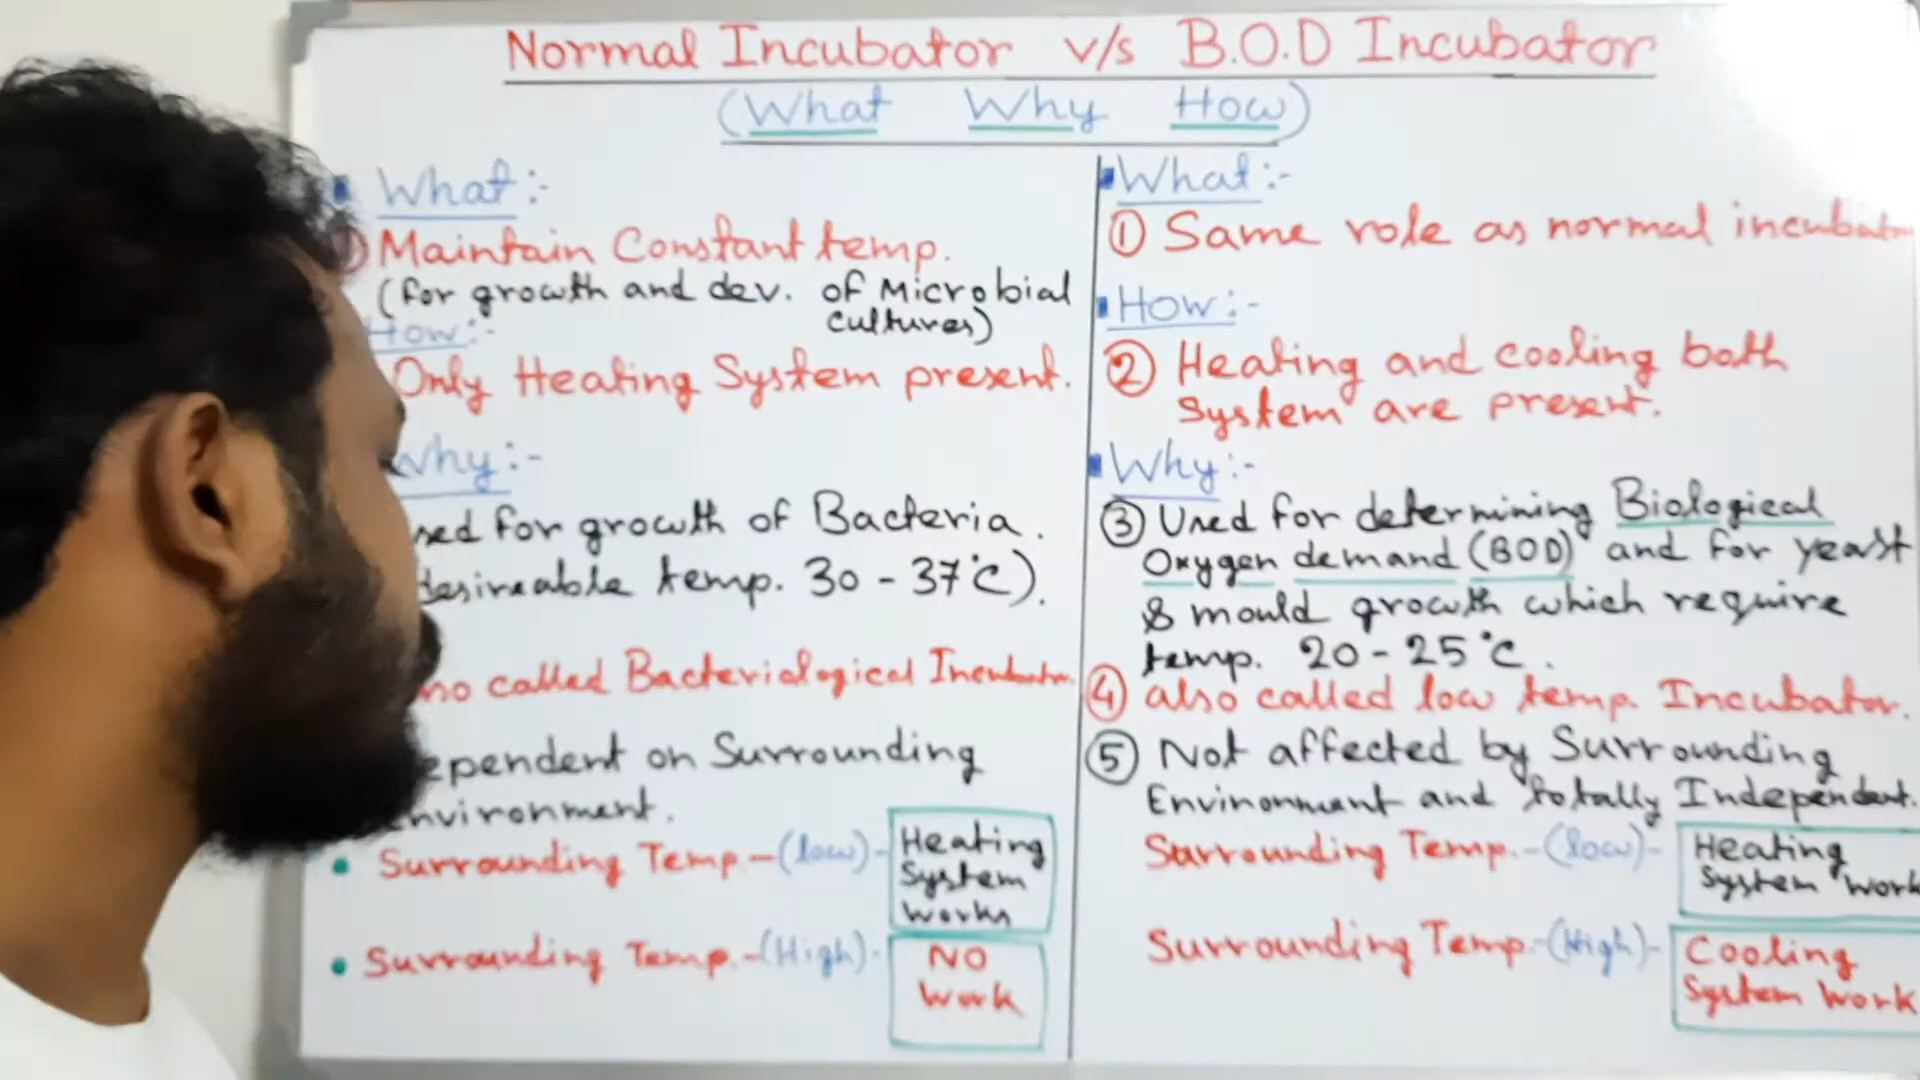 Normal Incubator v/s B.O.D Incubator
(What Why How)
What:-
① Maintain Constant temp.
(for growth and dev. of Microbial
cultures)
How:-
Only Heating System present.
Why:-
for growth of Bacteria.
temp. 30 - 37°C).
called Bacteriological Incubator.
on Surrounding
Surrounding Temp. - (low) - Heating
System
works
Surrounding Temp. - (High) - NO
Work
What:-
① Same role as normal incubator
How:-
② Heating and cooling both
System are present.
Why:-
③ Used for determining Biological
Oxygen demand (BOD) and for yeast
& mould growth which require
temp. 20 - 25°C.
④ also called low temp. Incubator.
⑤ Not affected by Surrounding
Environment and totally Independent.
Surrounding Temp. - (low) - Heating
System work
Surrounding Temp. - (High) - Cooling
System Work